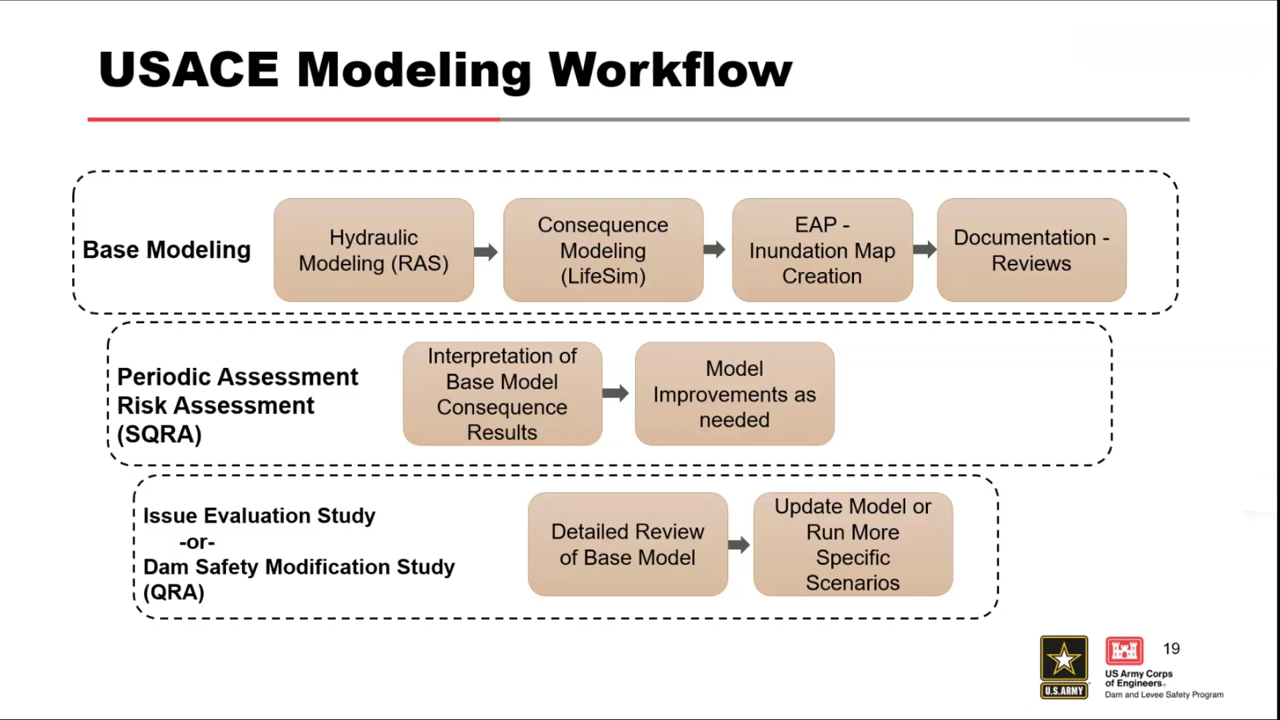 USACE Modeling Workflow
Base Modeling
Hydraulic
Modeling (RAS)
Consequence
Modeling
(LifeSim)
EAP -
Inundation Map
Creation
Documentation -
Reviews
Periodic Assessment
Risk Assessment
(SQRA)
Interpretation of
Base Model
Consequence
Results
Model
Improvements as
needed
Issue Evaluation Study
-or-
Dam Safety Modification Study
(QRA)
Detailed Review
of Base Model
Update Model or
Run More
Specific
Scenarios
U.S.ARMY
US Army Corps
of Engineers®
Dam and Levee Safety Program
19